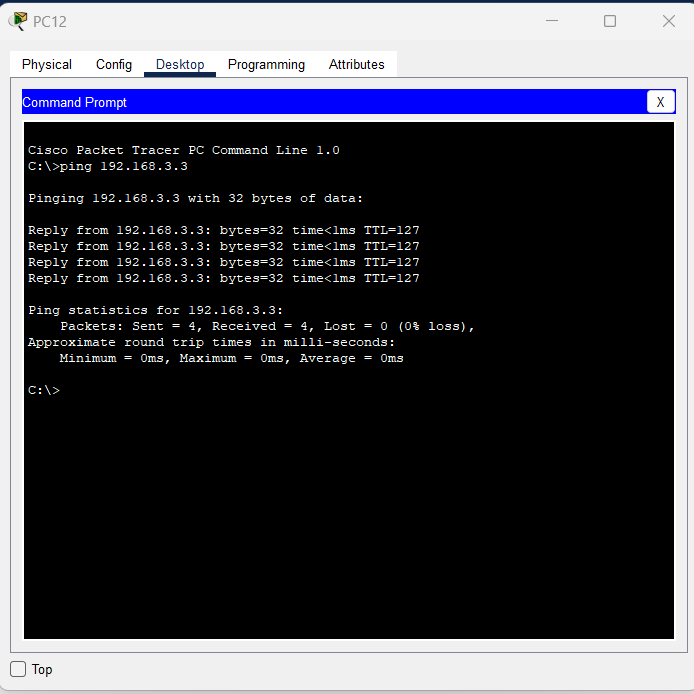 PC12
Physical Config Desktop Programming Attributes
Command Prompt X
Cisco Packet Tracer PC Command Line 1.0
C:\>ping 192.168.3.3
Pinging 192.168.3.3 with 32 bytes of data:
Reply from 192.168.3.3: bytes=32 time<1ms TTL=127
Reply from 192.168.3.3: bytes=32 time<1ms TTL=127
Reply from 192.168.3.3: bytes=32 time<1ms TTL=127
Reply from 192.168.3.3: bytes=32 time<1ms TTL=127
Ping statistics for 192.168.3.3:
Packets: Sent = 4, Received = 4, Lost = 0 (0% loss),
Approximate round trip times in milli-seconds:
Minimum = 0ms, Maximum = 0ms, Average = 0ms
C:\>
Top